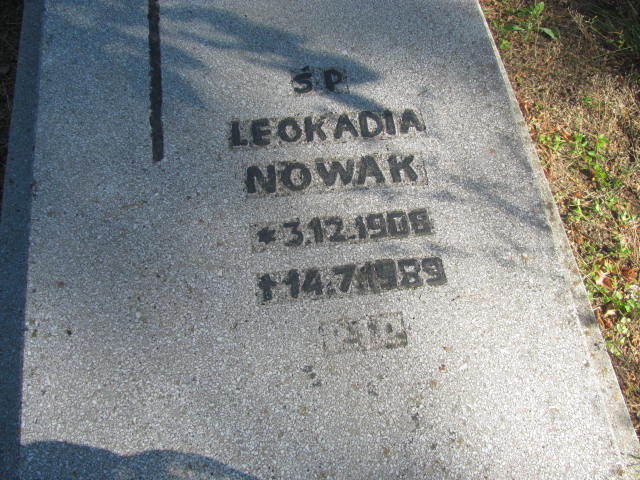 ŚP
LEOKADIA
NOWAK
* 3.12.1908
† 14.7.1989